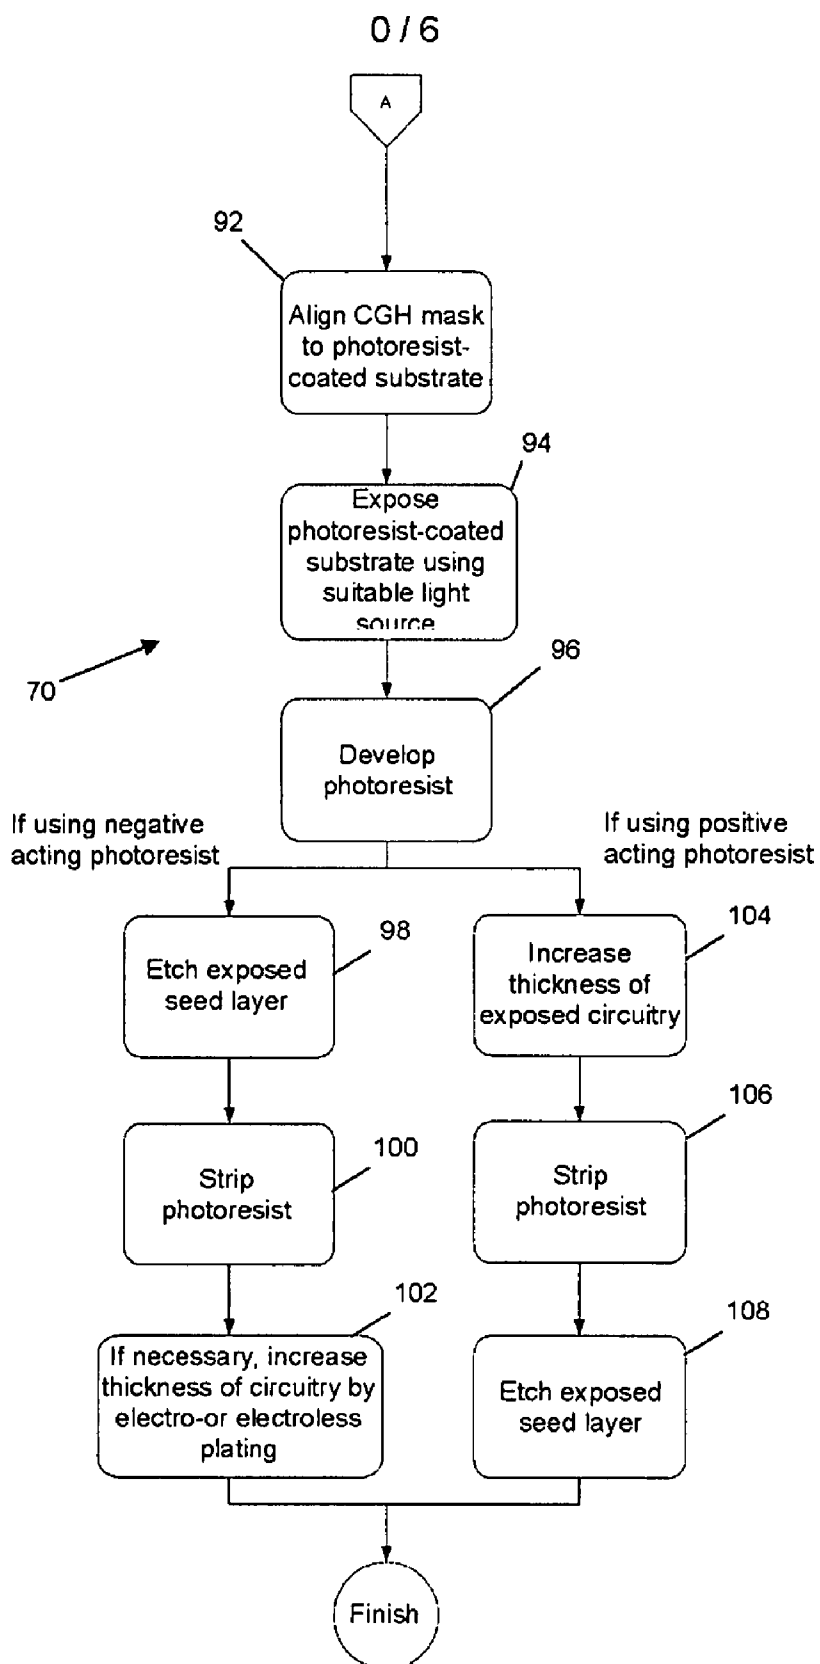 0 / 6
A
92
Align CGH mask
to photoresist-
coated substrate
94
Expose
photoresist-coated
substrate using
suitable light
source
70
96
Develop
photoresist
If using negative
acting photoresist
If using positive
acting photoresist
98
Etch exposed
seed layer
104
Increase
thickness of
exposed circuitry
100
Strip
photoresist
106
Strip
photoresist
102
If necessary, increase
thickness of circuitry by
electro-or electroless
plating
108
Etch exposed
seed layer
Finish